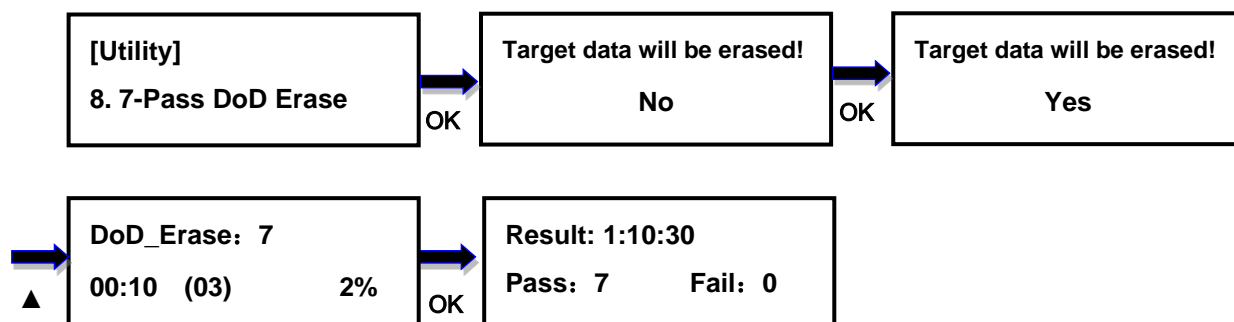 [Utility]
8. 7-Pass DoD Erase
OK
Target data will be erased!
No
OK
Target data will be erased!
Yes
▲
DoD_Erase：7
00:10 (03) 2%
OK
Result: 1:10:30
Pass：7 Fail：0